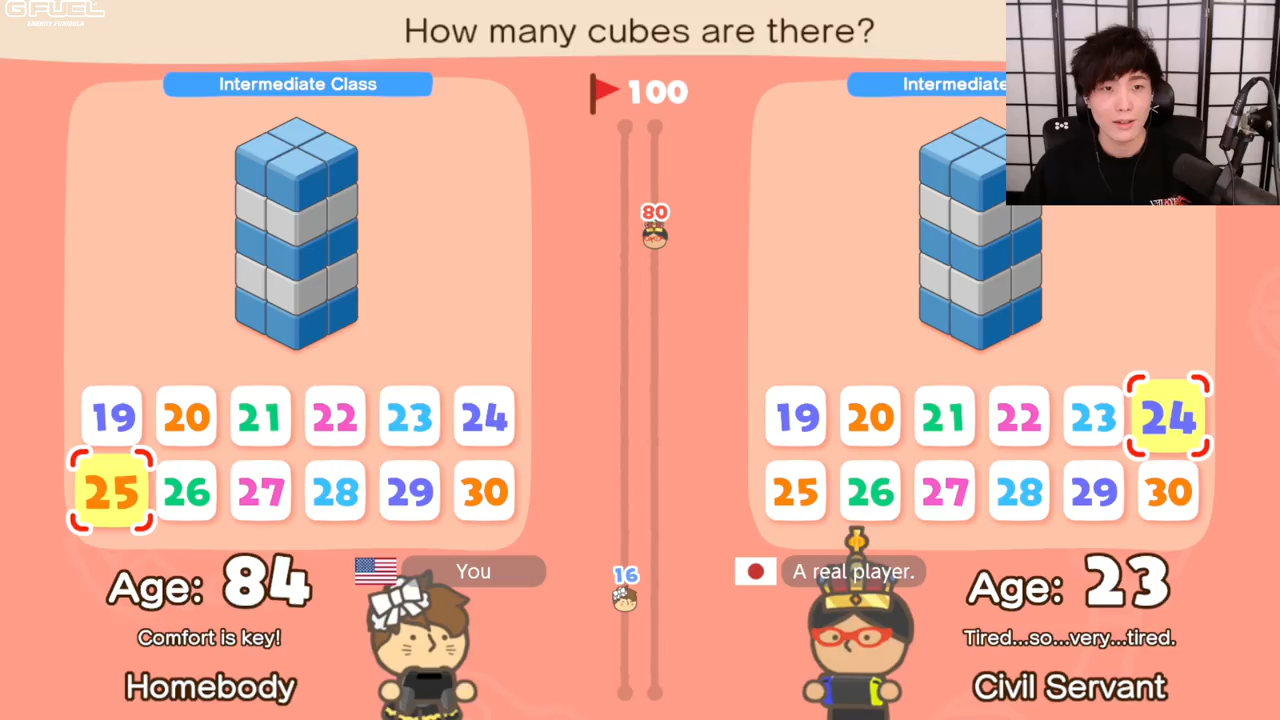 G FUEL
ENERGY FORMULA
How many cubes are there?
Intermediate Class
100
Intermediate
80
19 20 21 22 23 24
25 26 27 28 29 30
19 20 21 22 23 24
25 26 27 28 29 30
16
You
A real player.
Age: 84
Comfort is key!
Homebody
Age: 23
Tired...so...very...tired.
Civil Servant